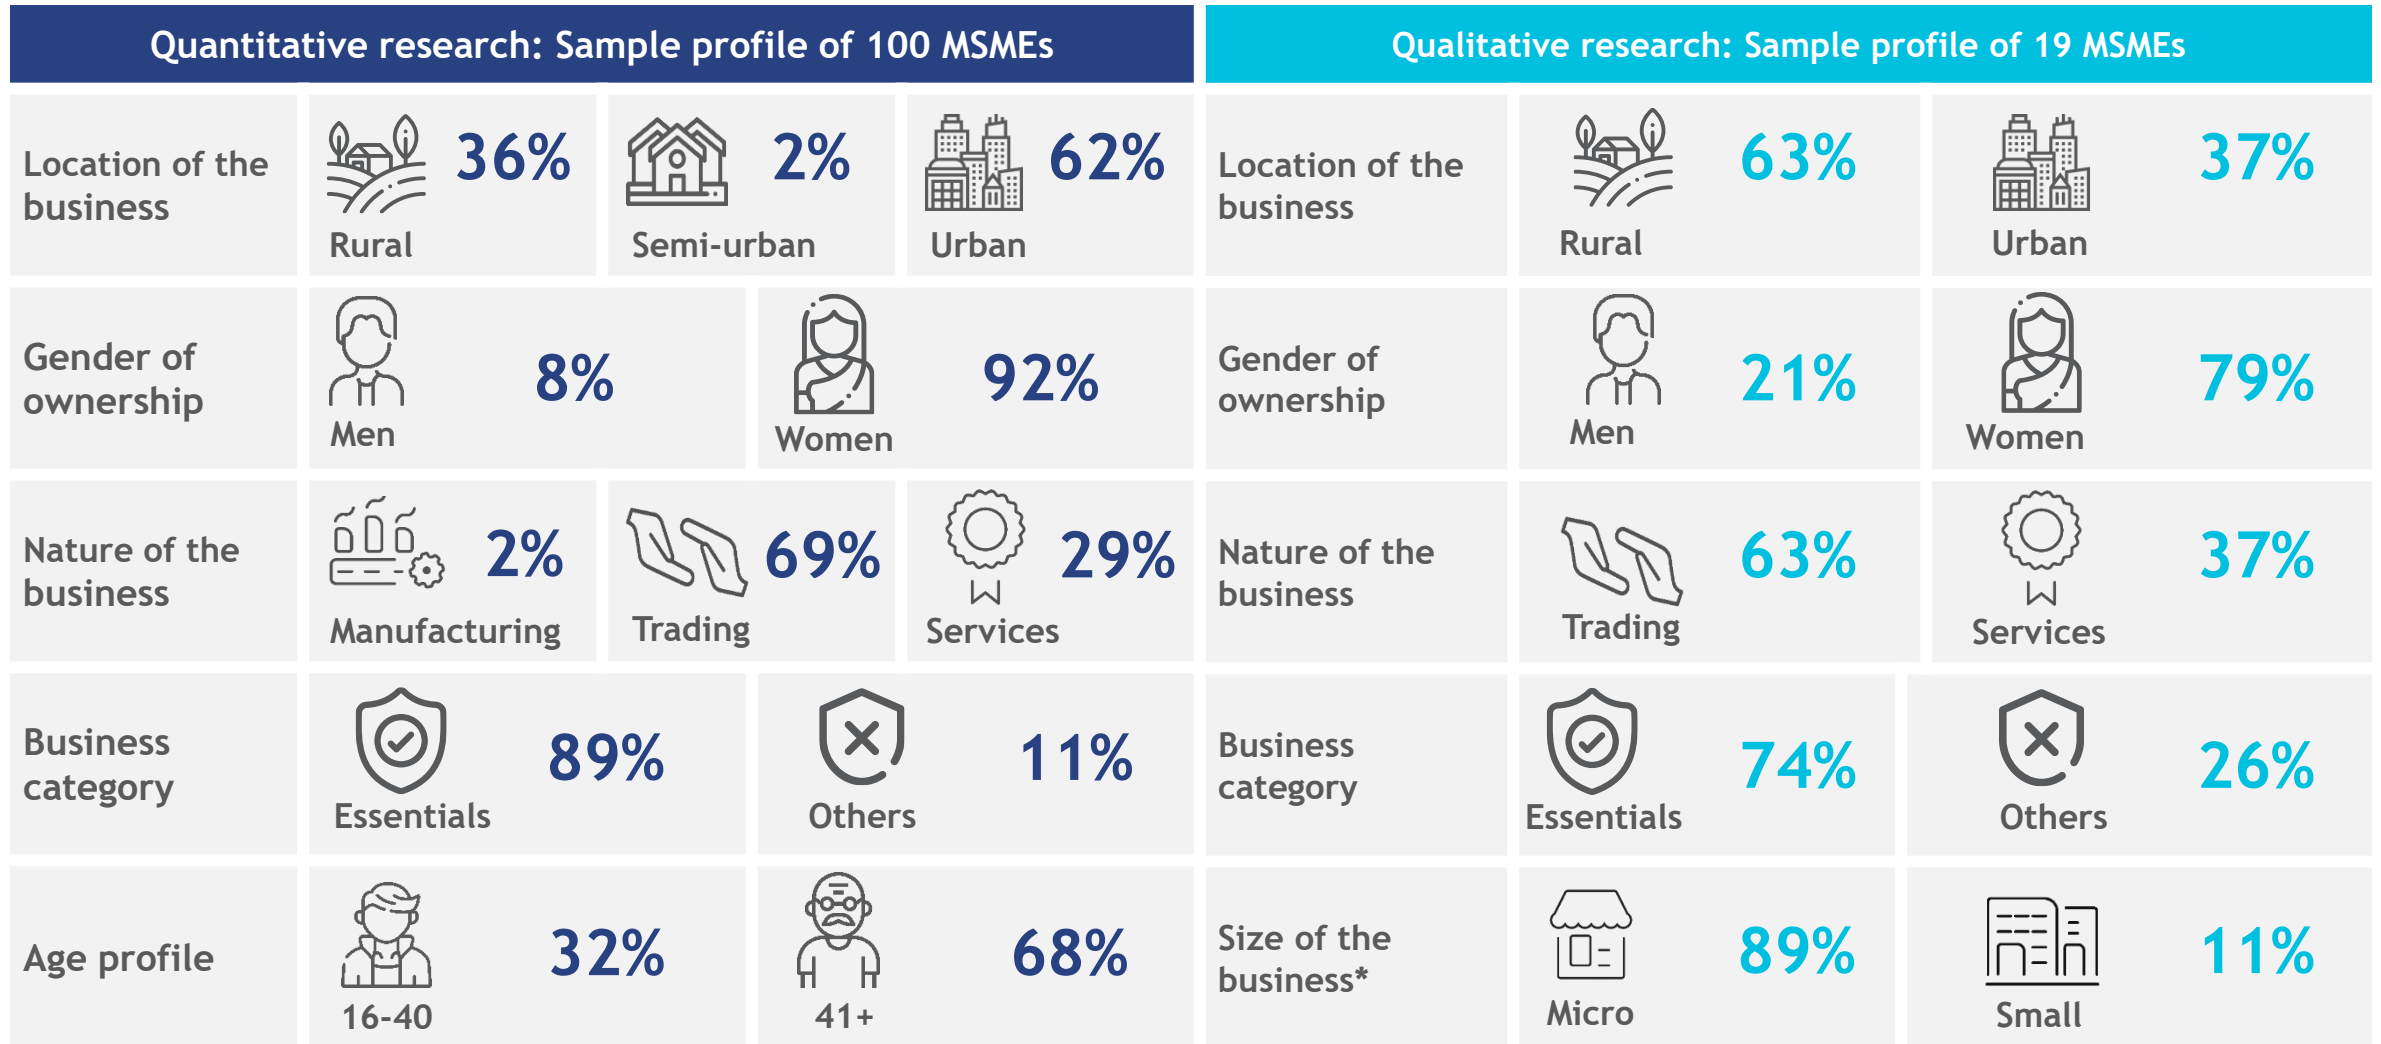 Quantitative research: Sample profile of 100 MSMEs
Location of the
business
36%
Rural
2%
Semi-urban
62%
Urban
Gender of
ownership
8%
Men
92%
Women
Nature of the
business
2%
Manufacturing
69%
Trading
29%
Services
Business
category
89%
Essentials
11%
Others
Age profile
32%
16-40
68%
41+
Qualitative research: Sample profile of 19 MSMEs
Location of the
business
63%
Rural
37%
Urban
Gender of
ownership
21%
Men
79%
Women
Nature of the
business
63%
Trading
37%
Services
Business
category
74%
Essentials
26%
Others
Size of the
business*
89%
Micro
11%
Small